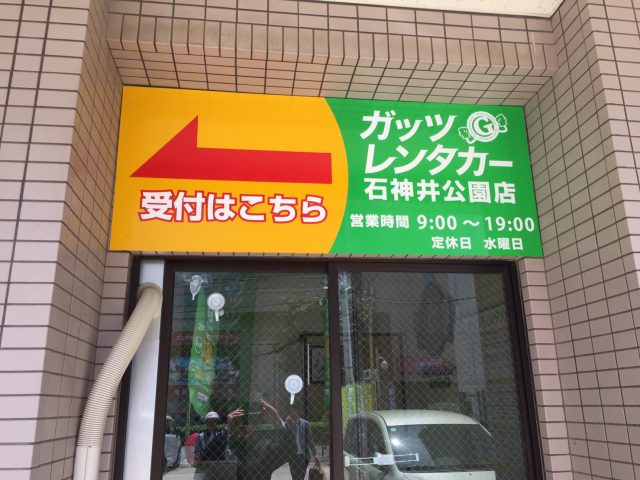 受付はこちら
ガッツ
G
レンタカー
石神井公園店
営業時間 9:00～19:00
定休日 水曜日